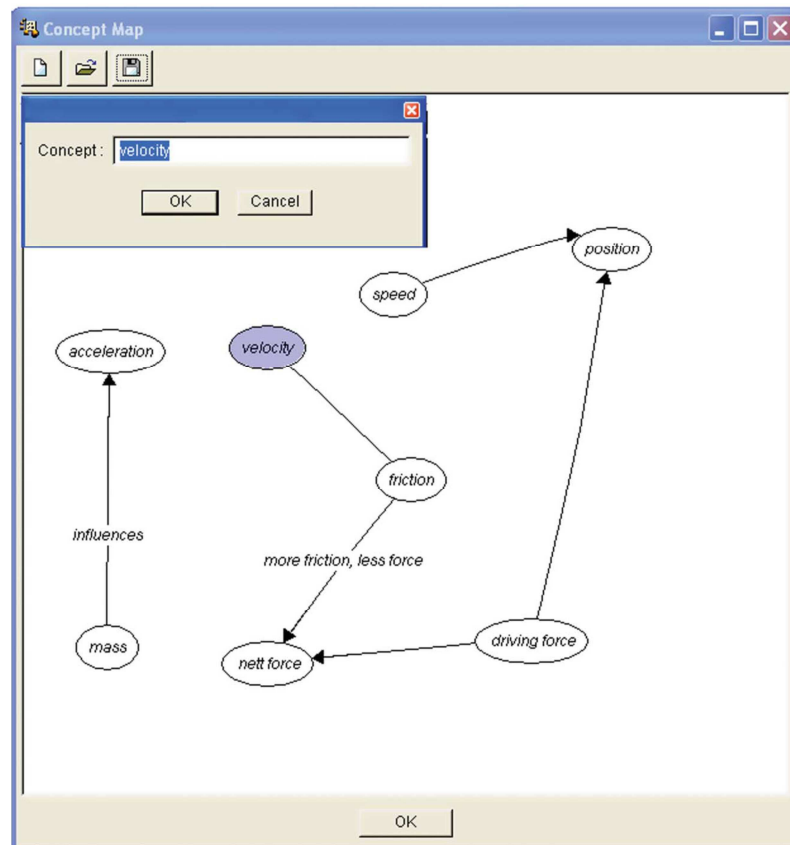 Concept Map
Concept :
velocity
OK
Cancel
position
speed
acceleration
velocity
friction
influences
more friction, less force
mass
nett force
driving force
OK